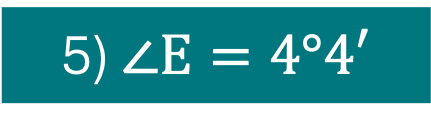 5) ∠E = 4°4′